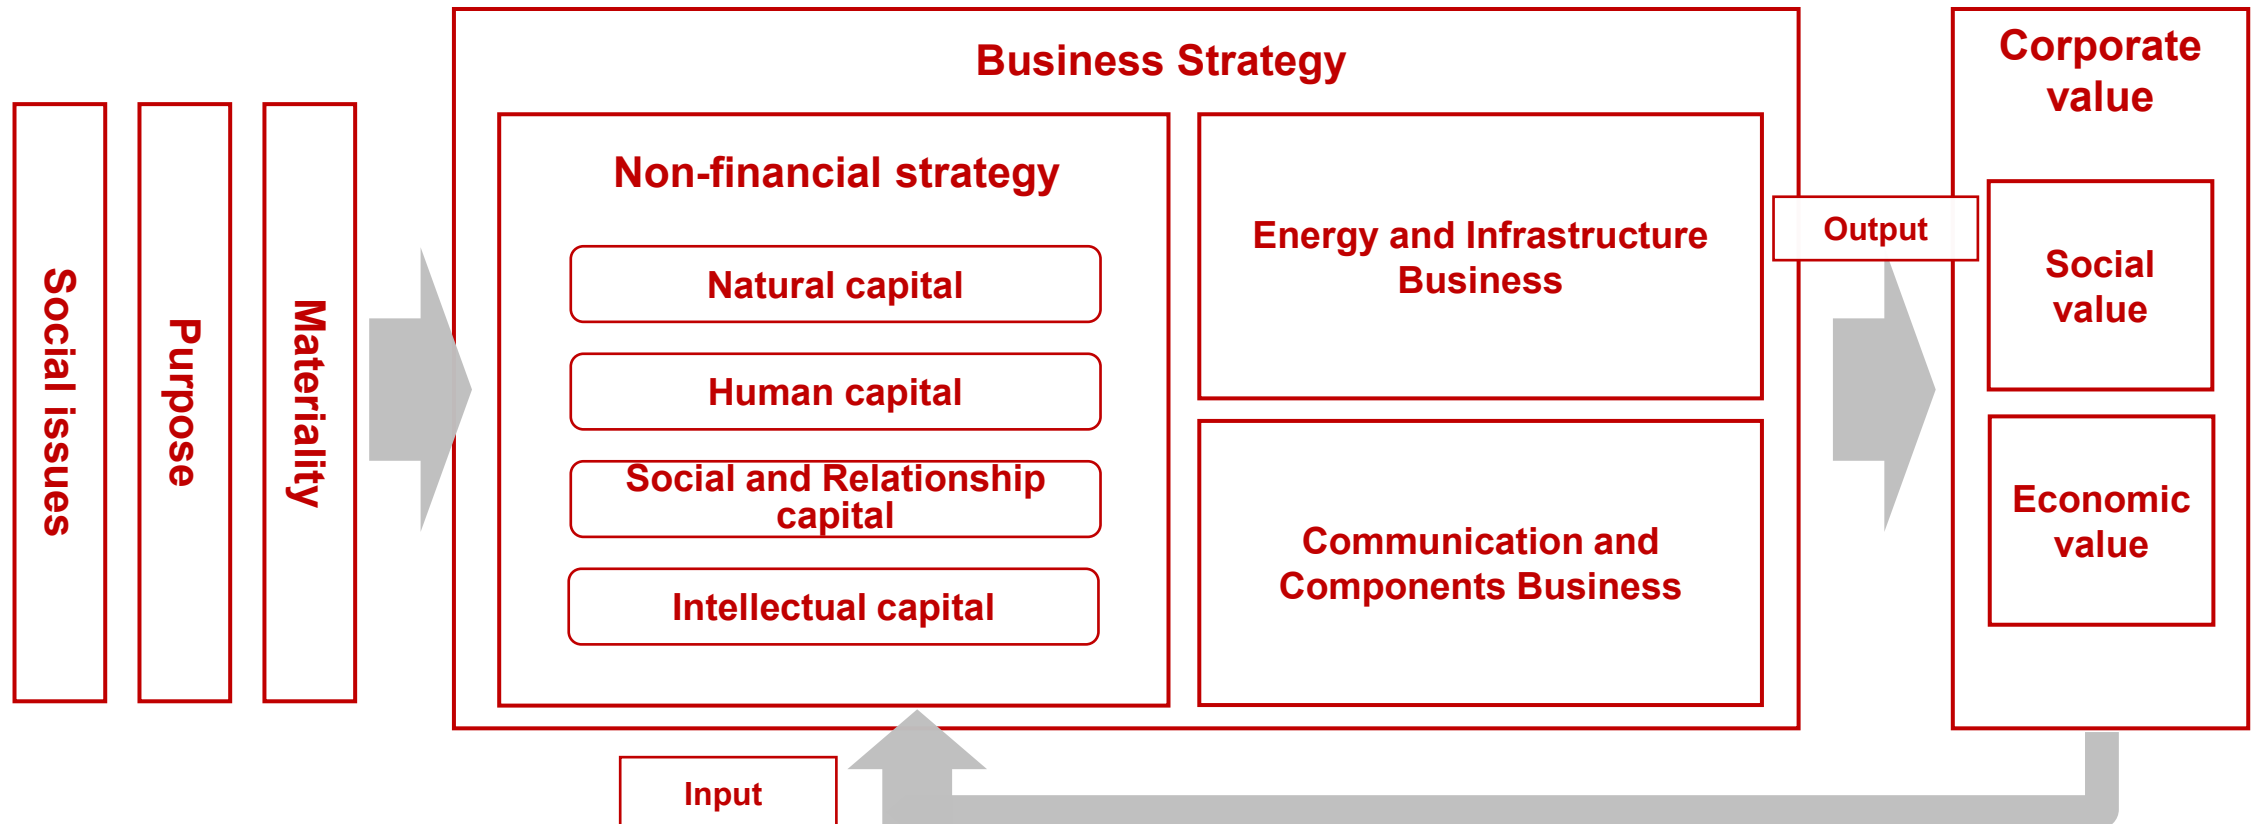 Social issues
Purpose
Materiality
Business Strategy
Non-financial strategy
Natural capital
Human capital
Social and Relationship
capital
Intellectual capital
Energy and Infrastructure
Business
Communication and
Components Business
Output
Corporate
value
Social
value
Economic
value
Input